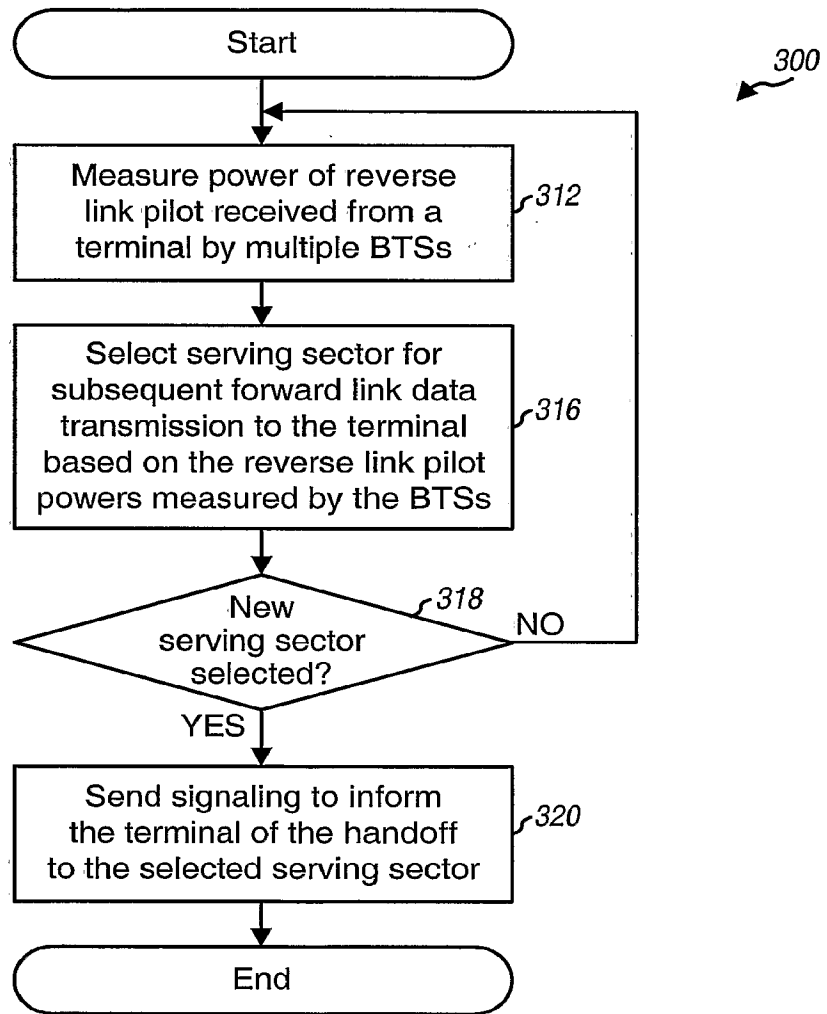 Start
300
Measure power of reverse
link pilot received from a
terminal by multiple BTSs
312
Select serving sector for
subsequent forward link data
transmission to the terminal
based on the reverse link pilot
powers measured by the BTSs
316
New
serving sector
selected?
318
NO
YES
Send signaling to inform
the terminal of the handoff
to the selected serving sector
320
End